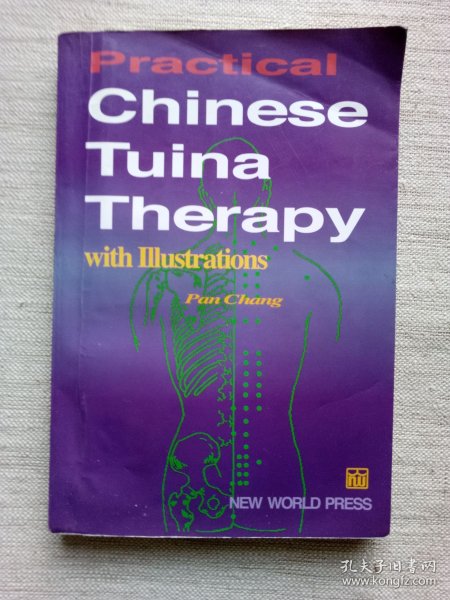 Practical
Chinese
Tuina
Therapy
with Illustrations
Pan Chang
NEW WORLD PRESS
孔夫子旧书网
www.kongfz.com